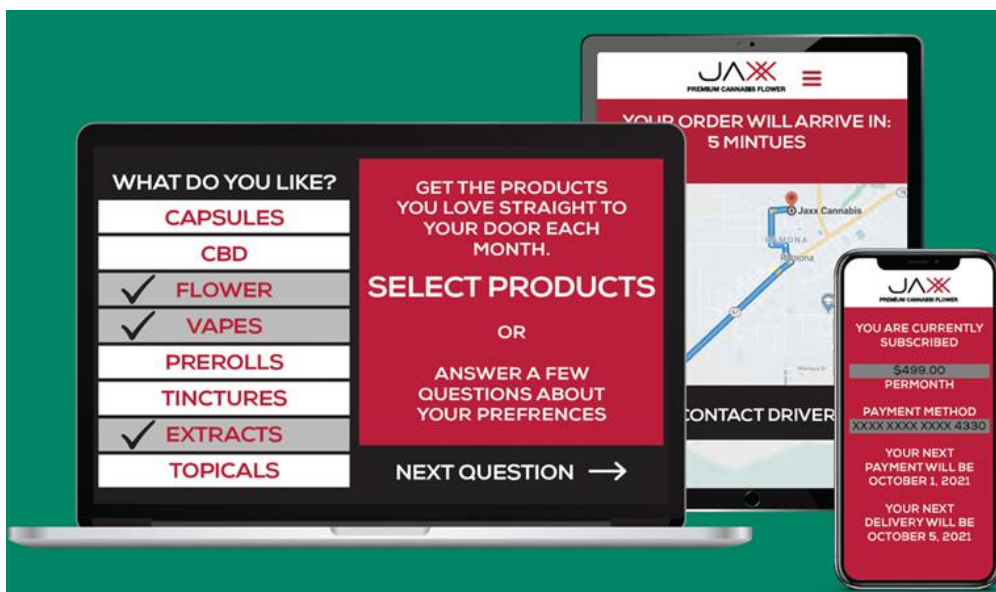 WHAT DO YOU LIKE?
CAPSULES
CBD
FLOWER
VAPES
PREROLLS
TINCTURES
EXTRACTS
TOPICALS
GET THE PRODUCTS
YOU LOVE STRAIGHT TO
YOUR DOOR EACH
MONTH.
SELECT PRODUCTS
OR
ANSWER A FEW
QUESTIONS ABOUT
YOUR PREFRENCES
NEXT QUESTION
JAXX
PREMIUM CANNABIS FLOWER
YOUR ORDER WILL ARRIVE IN:
5 MINTUES
Jaxx Cannabis
RAMONA
Ramona
67
CONTACT DRIVER
JAXX
PREMIUM CANNABIS FLOWER
YOU ARE CURRENTLY
SUBSCRIBED
$499.00
PERMONTH
PAYMENT METHOD
XXXX XXXX XXXX 4330
YOUR NEXT
PAYMENT WILL BE
OCTOBER 1, 2021
YOUR NEXT
DELIVERY WILL BE
OCTOBER 5, 2021